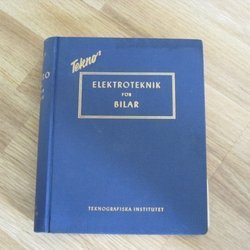 Tekno's
ELEKTROTEKNIK
FÖR
BILAR
TEKNOGRAFISKA INSTITUTET